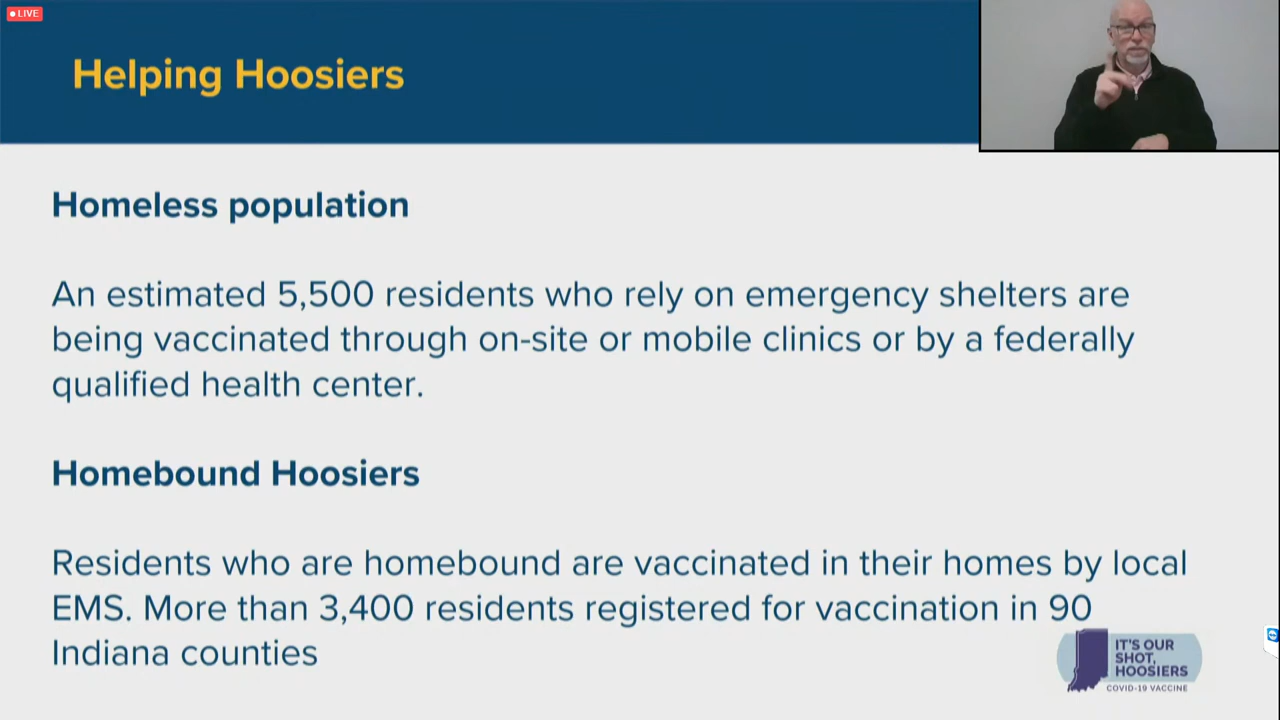 LIVE
Helping Hoosiers
Homeless population
An estimated 5,500 residents who rely on emergency shelters are
being vaccinated through on-site or mobile clinics or by a federally
qualified health center.
Homebound Hoosiers
Residents who are homebound are vaccinated in their homes by local
EMS. More than 3,400 residents registered for vaccination in 90
Indiana counties
IT'S OUR
SHOT,
HOOSIERS
COVID-19 VACCINE